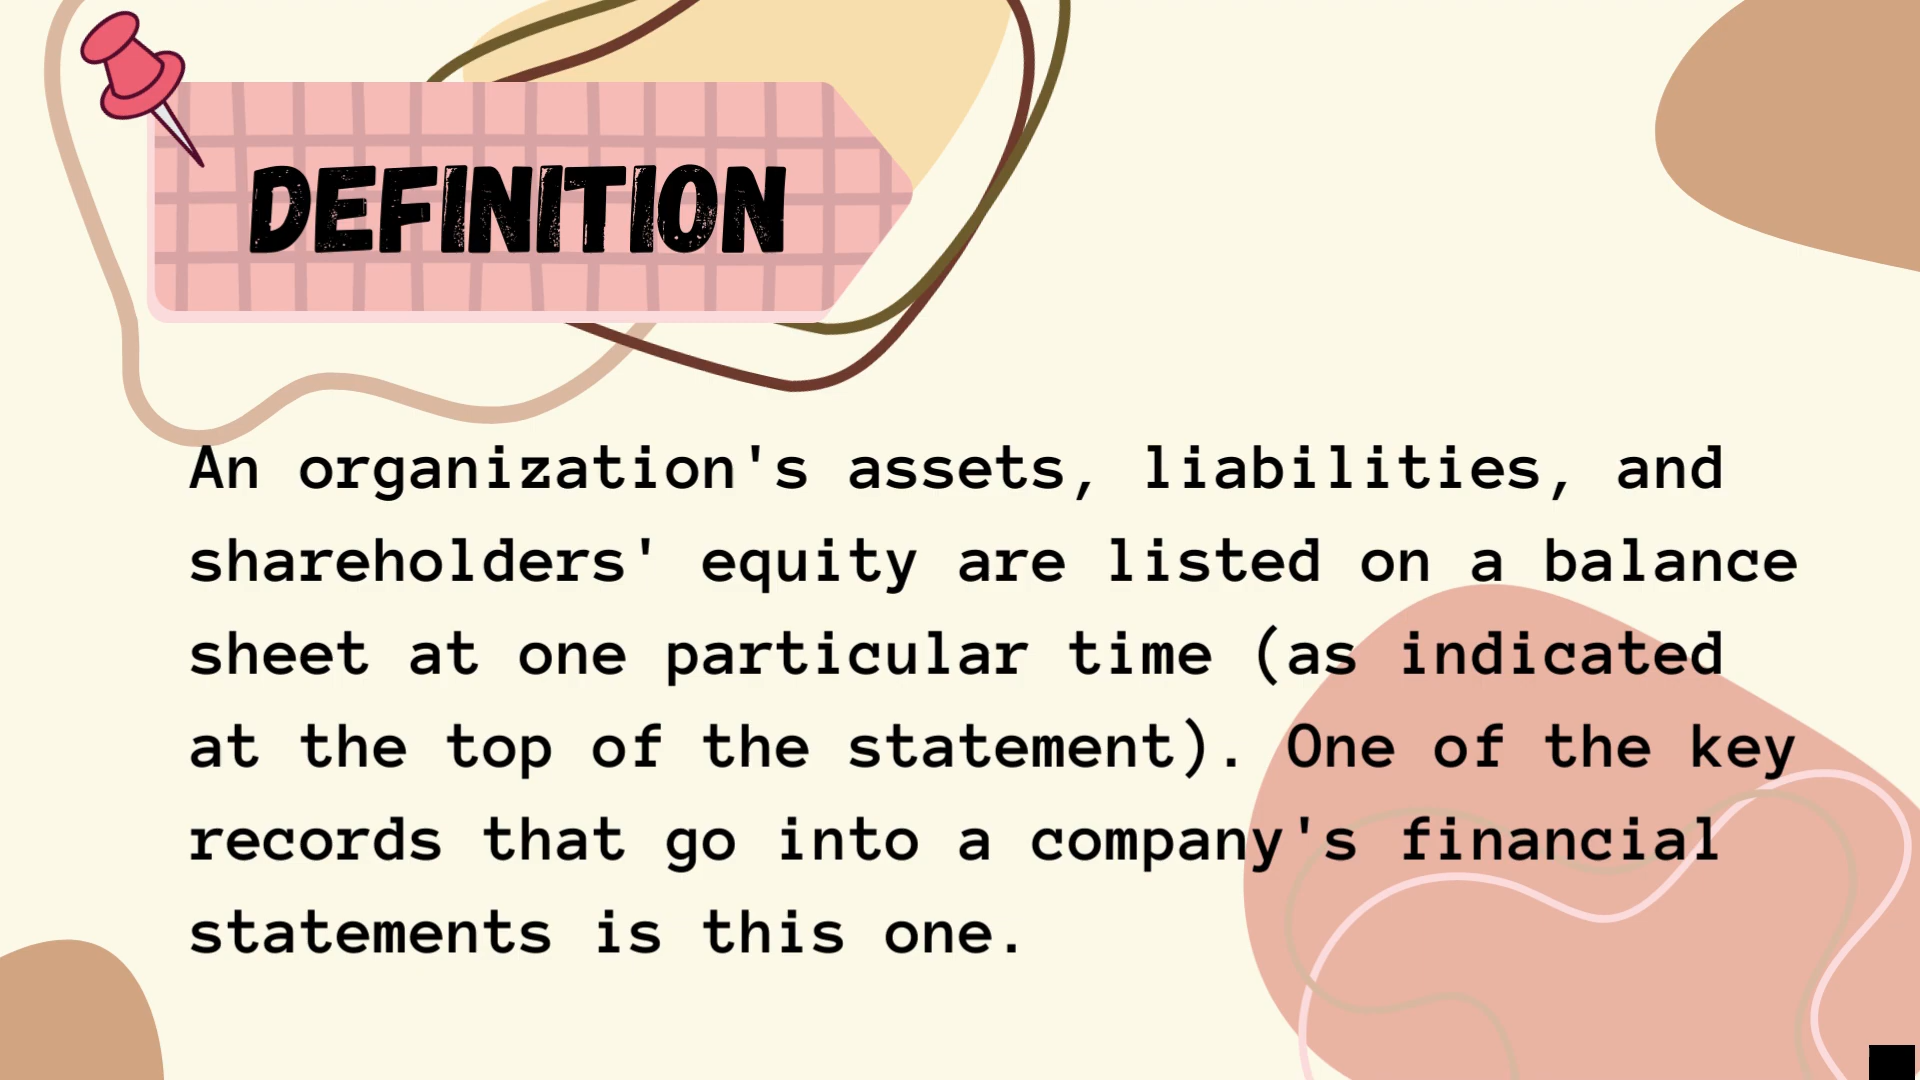 DEFINITION
An organization's assets, liabilities, and
shareholders' equity are listed on a balance
sheet at one particular time (as indicated
at the top of the statement). One of the key
records that go into a company's financial
statements is this one.